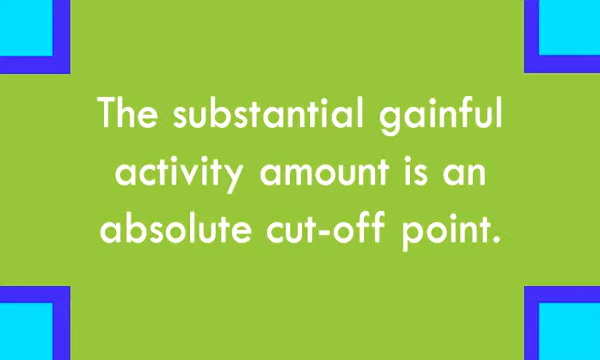 The substantial gainful
activity amount is an
absolute cut-off point.